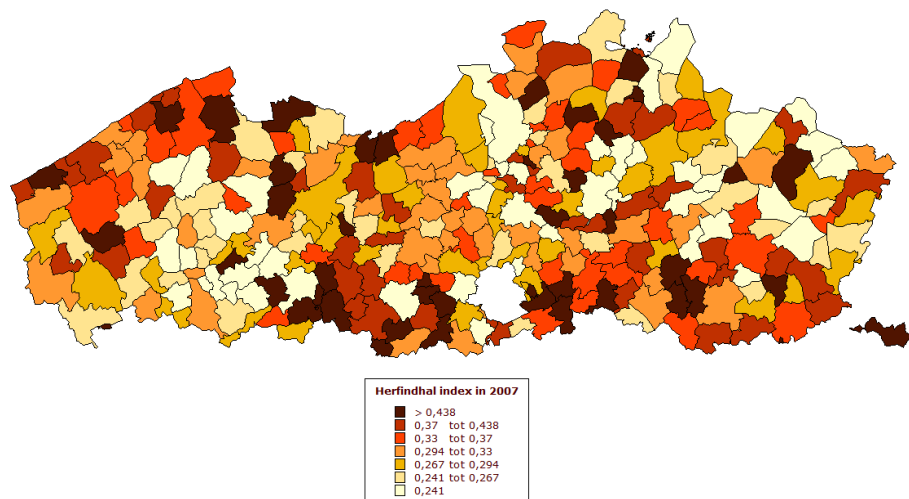 Herfindhal index in 2007
> 0,438
0,37 tot 0,438
0,33 tot 0,37
0,294 tot 0,33
0,267 tot 0,294
0,241 tot 0,267
0,241